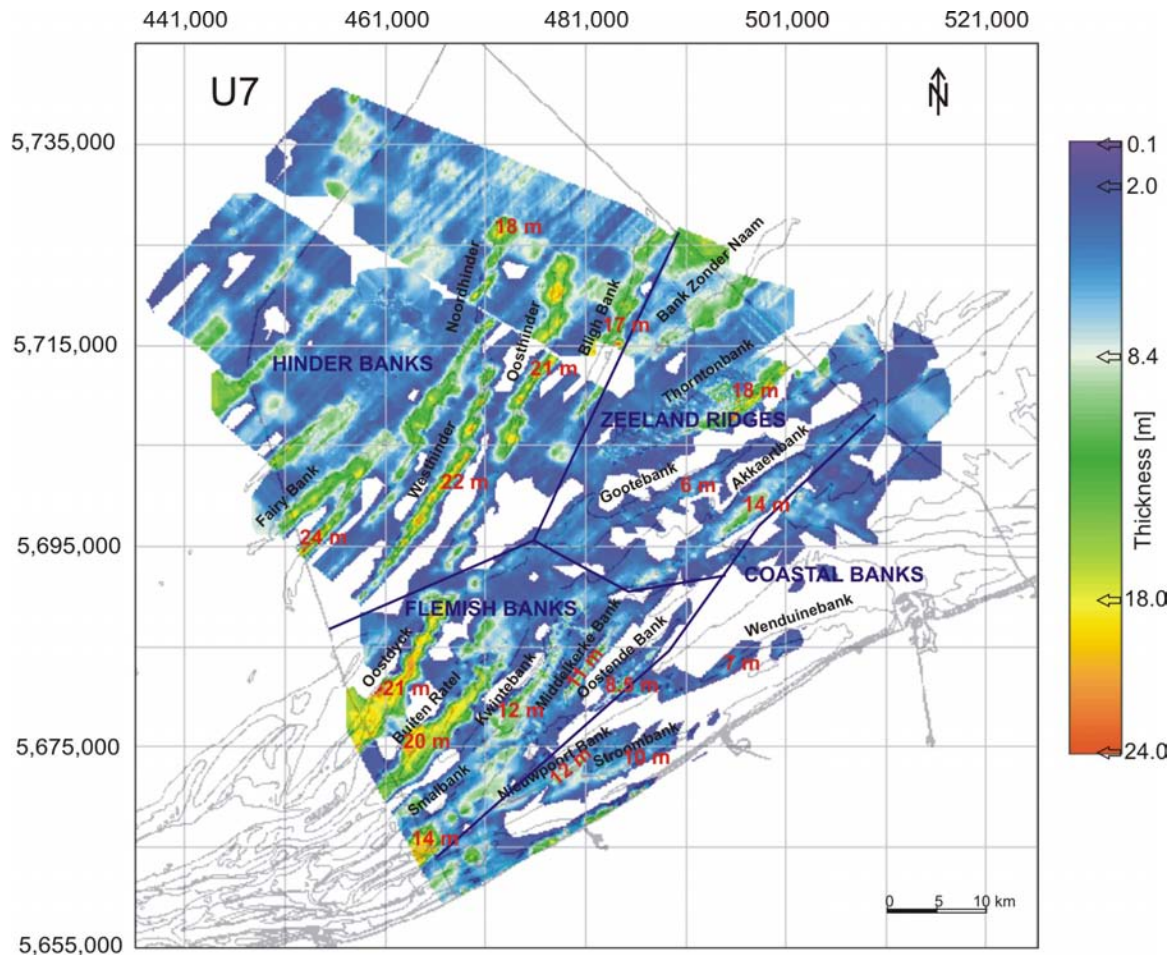 441,000 461,000 481,000 501,000 521,000
U7
N
5,735,000
5,715,000
5,695,000
5,675,000
5,655,000
0.1
2.0
8.4
18.0
24.0
Thickness [m]
18 m
Noordhinder
Bank Zonder Naam
Bligh Bank
17 m
Oosthinder
21 m
HINDER BANKS
Thorntonbank
18 m
ZEELAND RIDGES
Westhinder
22 m
Fairy Bank
24 m
Gootebank
6 m
Akkaertbank
14 m
COASTAL BANKS
FLEMISH BANKS
Wenduinebank
7 m
Oostdyck
21 m
Buiten Ratel
20 m
Kwintebank
12 m
Middelkerke Bank
11 m
Oostende Bank
8.5 m
Nieuwpoort Bank
12 m
Stroombank
10 m
Smalbank
14 m
0 5 10 km